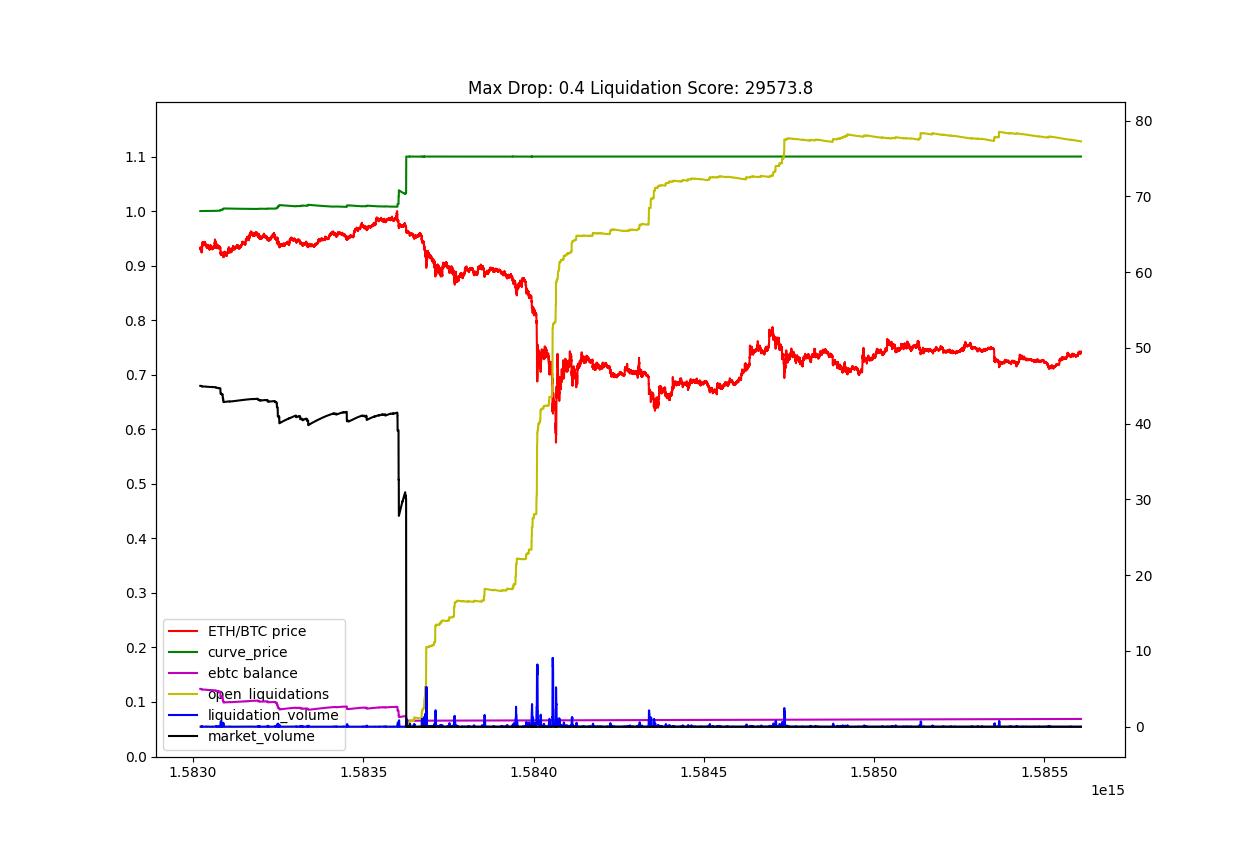 Max Drop: 0.4 Liquidation Score: 29573.8
1.1
1.0
0.9
0.8
0.7
0.6
0.5
0.4
0.3
0.2
0.1
0.0
80
70
60
50
40
30
20
10
0
ETH/BTC price
curve_price
ebtc balance
open_liquidations
liquidation_volume
market_volume
1.5830 1.5835 1.5840 1.5845 1.5850 1.5855
1e15